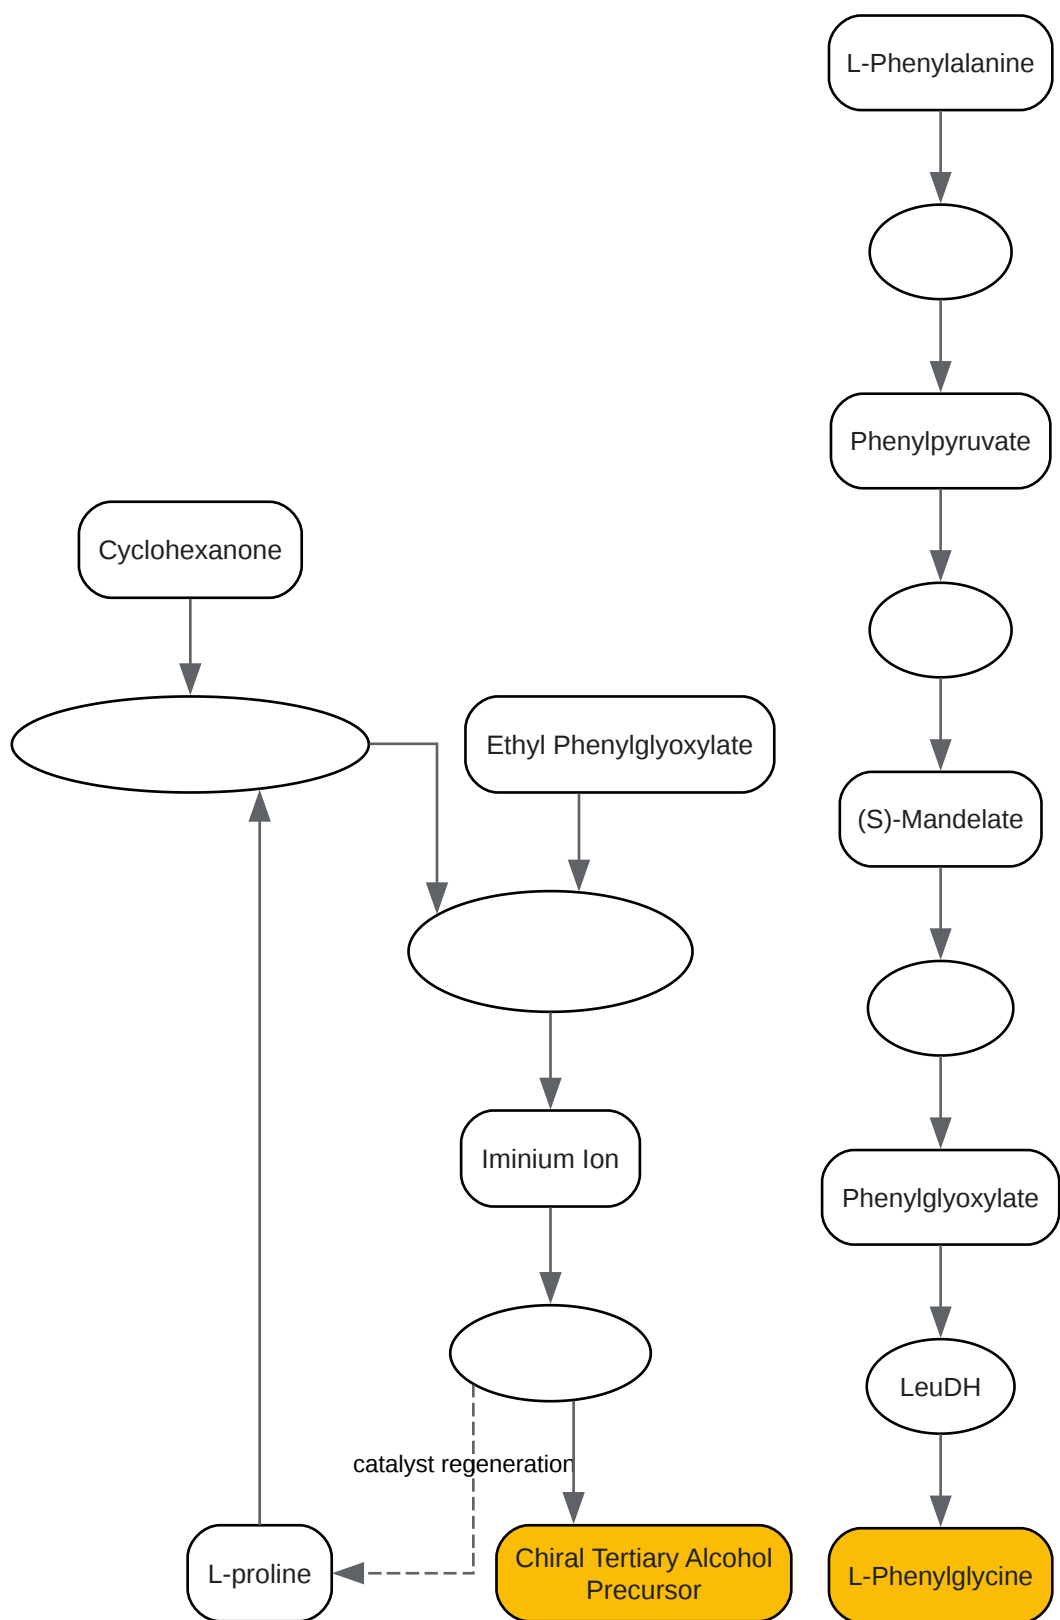 L-Phenylalanine
Phenylpyruvate
Cyclohexanone
Ethyl Phenylglyoxylate
(S)-Mandelate
Iminium Ion
Phenylglyoxylate
LeuDH
catalyst regeneration
L-proline
Chiral Tertiary Alcohol
Precursor
L-Phenylglycine